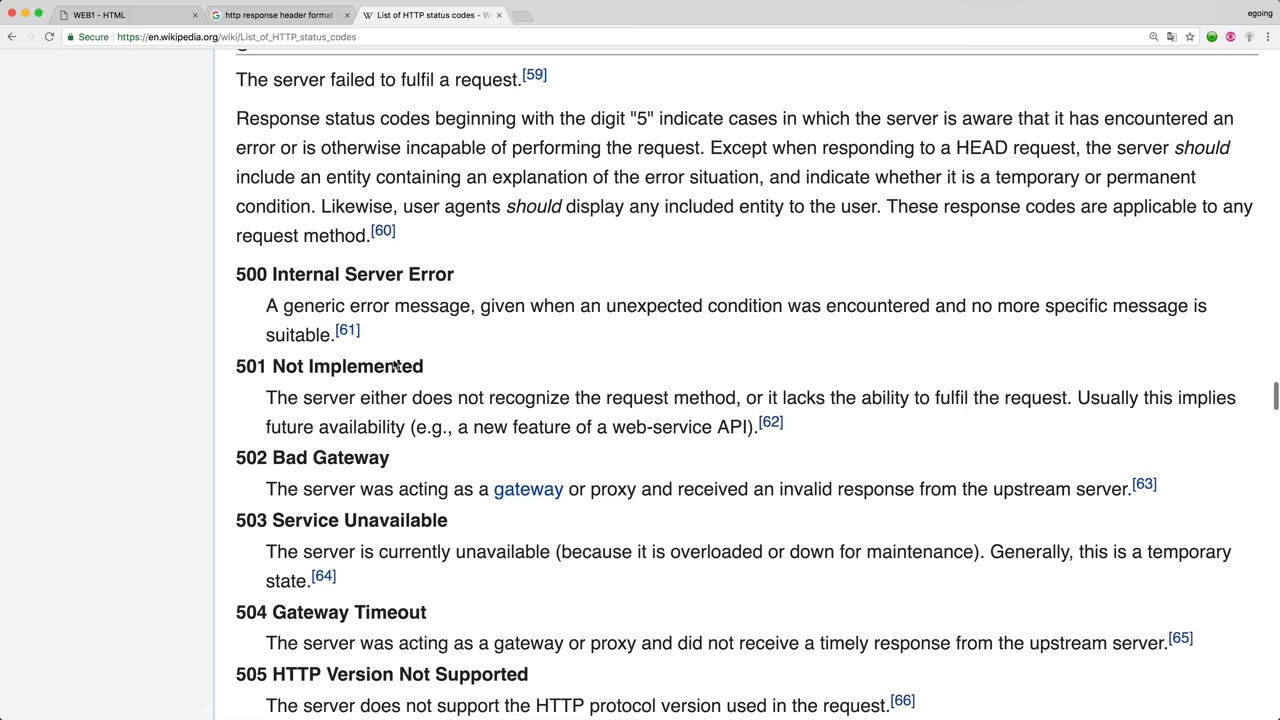 WEB1 - HTML
http response header format -
List of HTTP status codes - W
egoing
Secure https://en.wikipedia.org/wiki/List_of_HTTP_status_codes
The server failed to fulfil a request.[59]
Response status codes beginning with the digit "5" indicate cases in which the server is aware that it has encountered an
error or is otherwise incapable of performing the request. Except when responding to a HEAD request, the server should
include an entity containing an explanation of the error situation, and indicate whether it is a temporary or permanent
condition. Likewise, user agents should display any included entity to the user. These response codes are applicable to any
request method.[60]
500 Internal Server Error
A generic error message, given when an unexpected condition was encountered and no more specific message is
suitable.[61]
501 Not Implemented
The server either does not recognize the request method, or it lacks the ability to fulfil the request. Usually this implies
future availability (e.g., a new feature of a web-service API).[62]
502 Bad Gateway
The server was acting as a gateway or proxy and received an invalid response from the upstream server.[63]
503 Service Unavailable
The server is currently unavailable (because it is overloaded or down for maintenance). Generally, this is a temporary
state.[64]
504 Gateway Timeout
The server was acting as a gateway or proxy and did not receive a timely response from the upstream server.[65]
505 HTTP Version Not Supported
The server does not support the HTTP protocol version used in the request.[66]